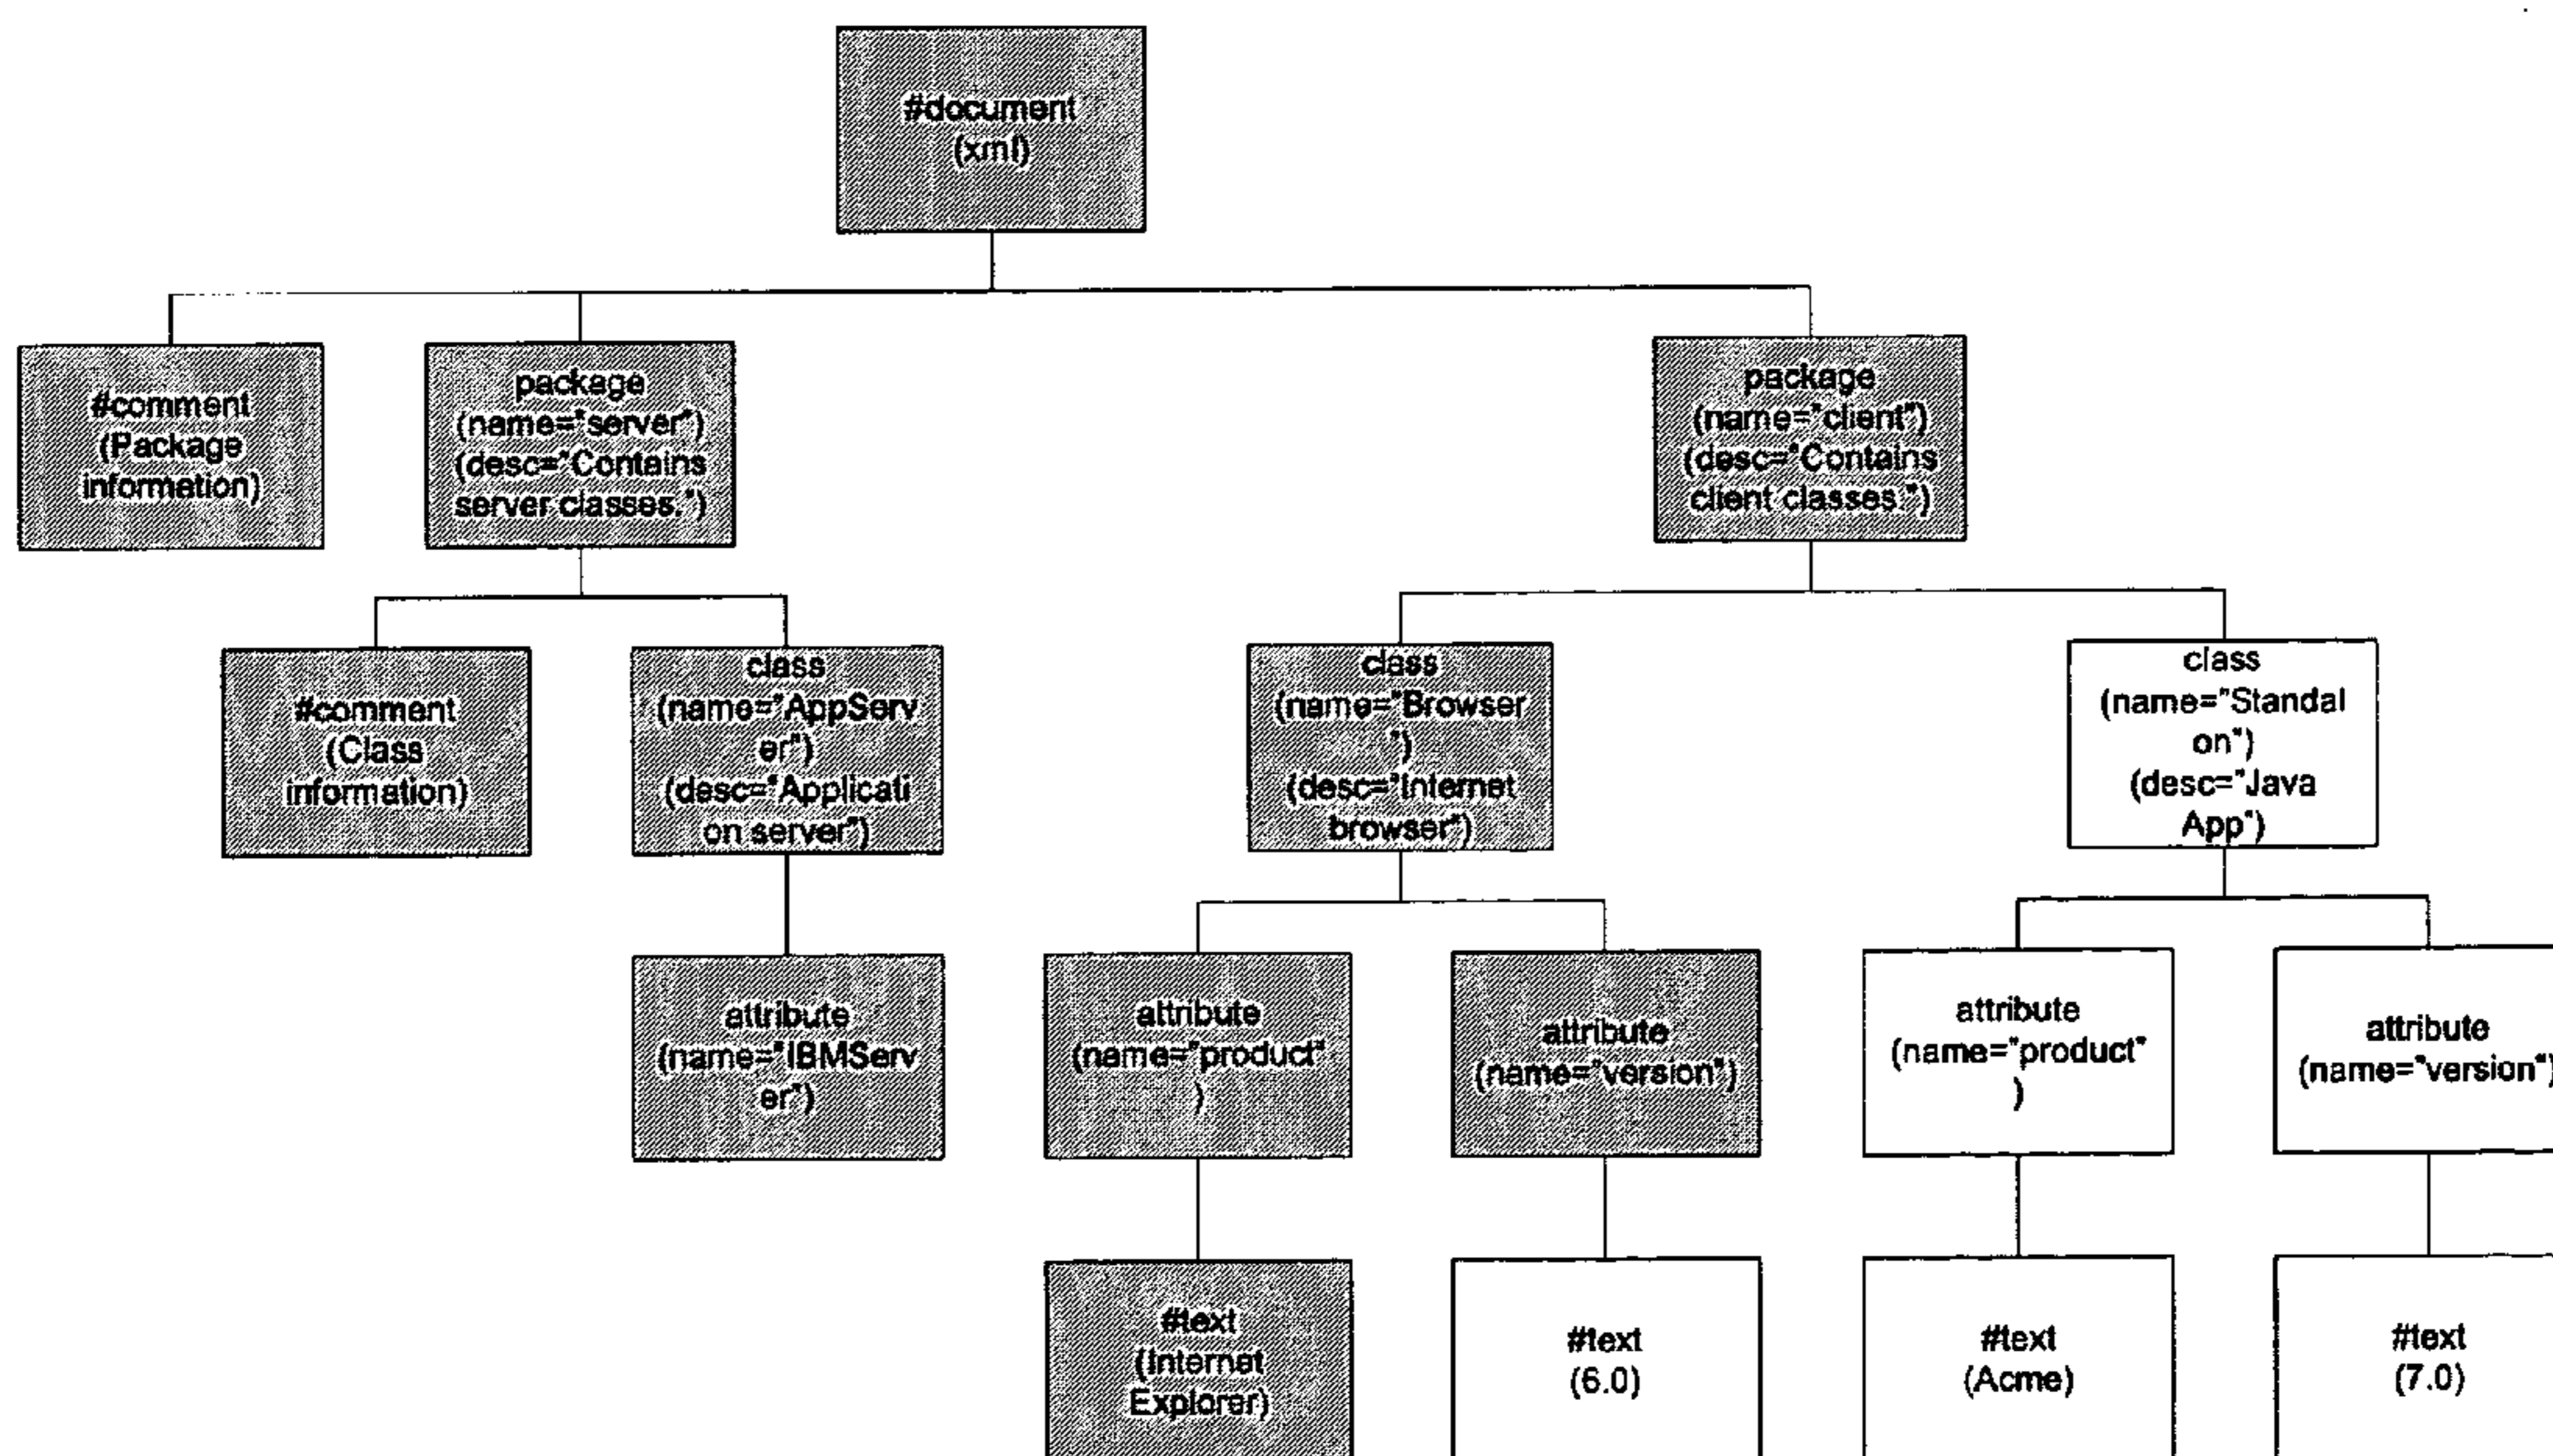 #document
(xml)
#comment
(Package
information)
package
(name="server")
(desc="Contains
server classes.")
package
(name="client")
(desc="Contains
client classes.")
#comment
(Class
information)
class
(name="AppServ
er")
(desc="Applicati
on server")
class
(name="Browser
")
(desc="Internet
browser")
class
(name="Standal
on")
(desc="Java
App")
attribute
(name="IBMServ
er")
attribute
(name="product"
)
attribute
(name="version")
attribute
(name="product"
)
attribute
(name="version")
#text
(Internet
Explorer)
#text
(6.0)
#text
(Acme)
#text
(7.0)